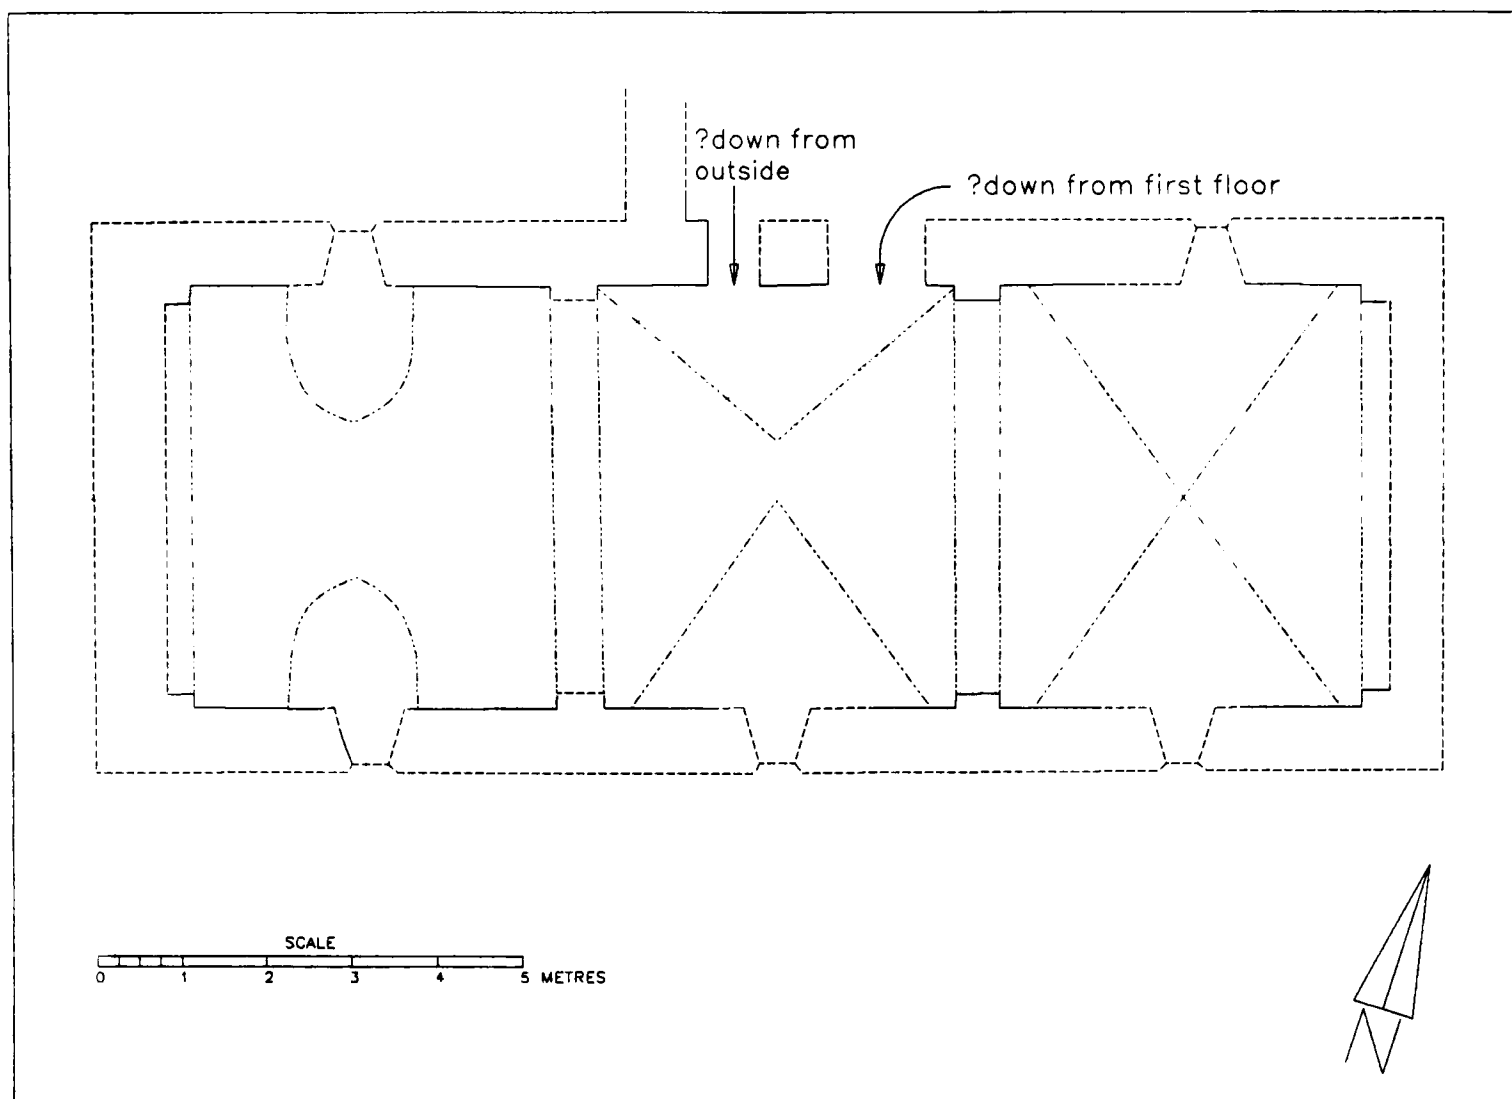 ?down from
outside
?down from first floor
SCALE
0 1 2 3 4 5 METRES
N